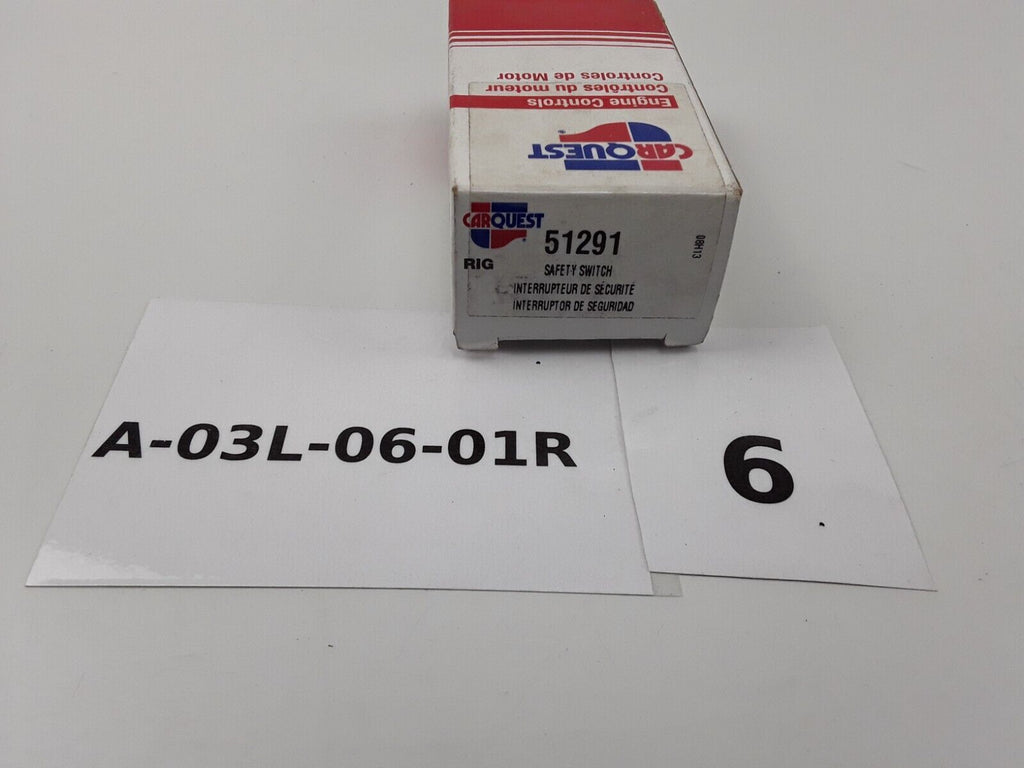 Controles de Motor
Contrôles du moteur
Engine Controls
CARQUEST
CARQUEST
51291
RIG
SAFETY SWITCH
INTERRUPTEUR DE SÉCURITÉ
INTERRUPTOR DE SEGURIDAD
08H13
A-03L-06-01R
6